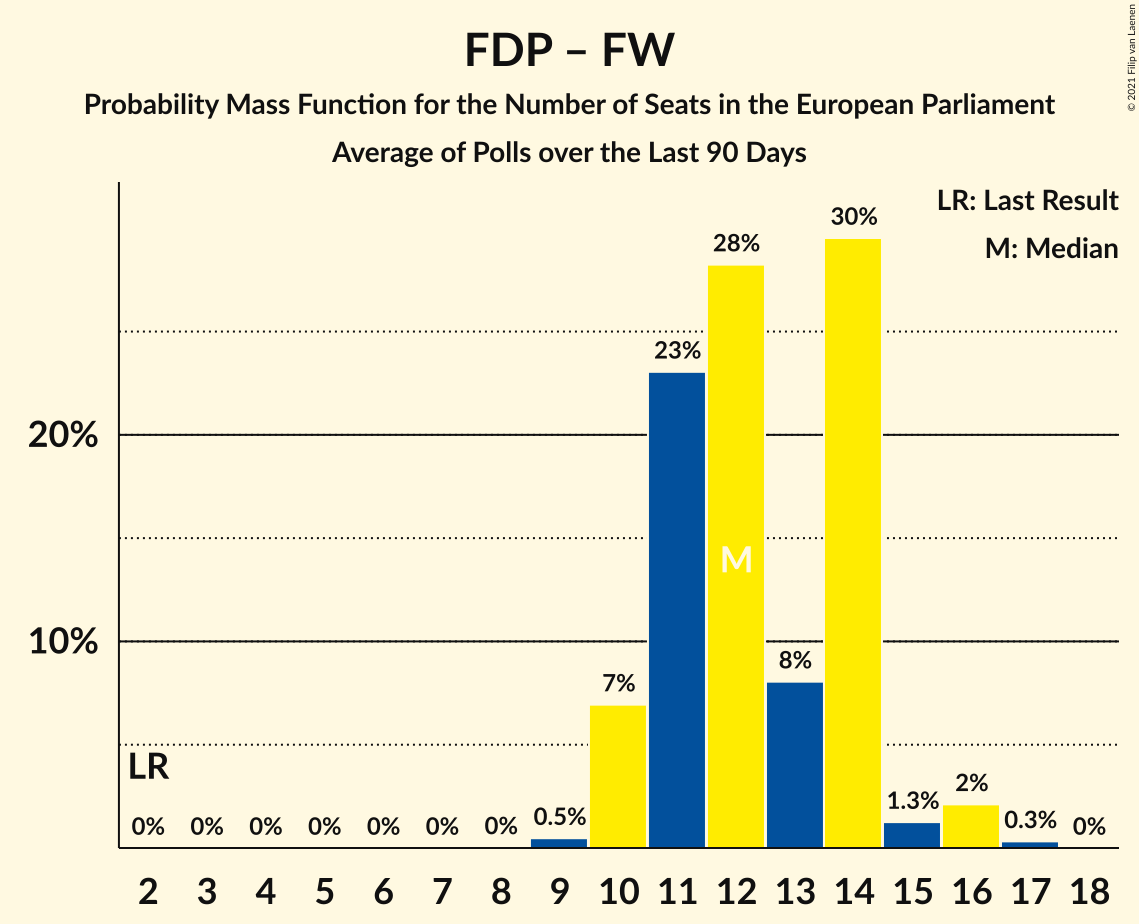 FDP – FW
Probability Mass Function for the Number of Seats in the European Parliament
Average of Polls over the Last 90 Days
© 2021 Filip van Laenen
LR: Last Result
M: Median
30%
28%
23%
20%
M
10%
8%
7%
LR
2%
1.3%
0.5%
0.3%
0% 0% 0% 0% 0% 0% 0% 0%
2 3 4 5 6 7 8 9 10 11 12 13 14 15 16 17 18